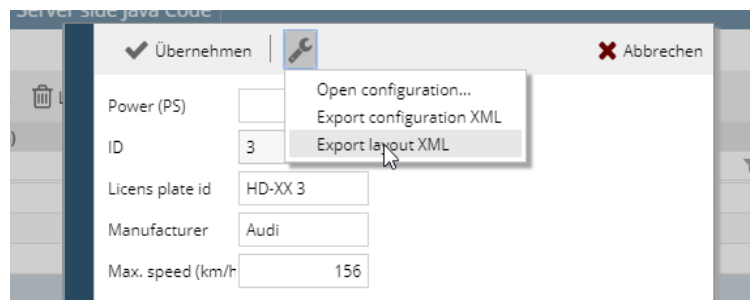 Server side Java Code
Übernehmen
Abbrechen
Open configuration...
Export configuration XML
Export layout XML
Power (PS)
ID
3
Licens plate id
HD-XX 3
Manufacturer
Audi
Max. speed (km/h
156